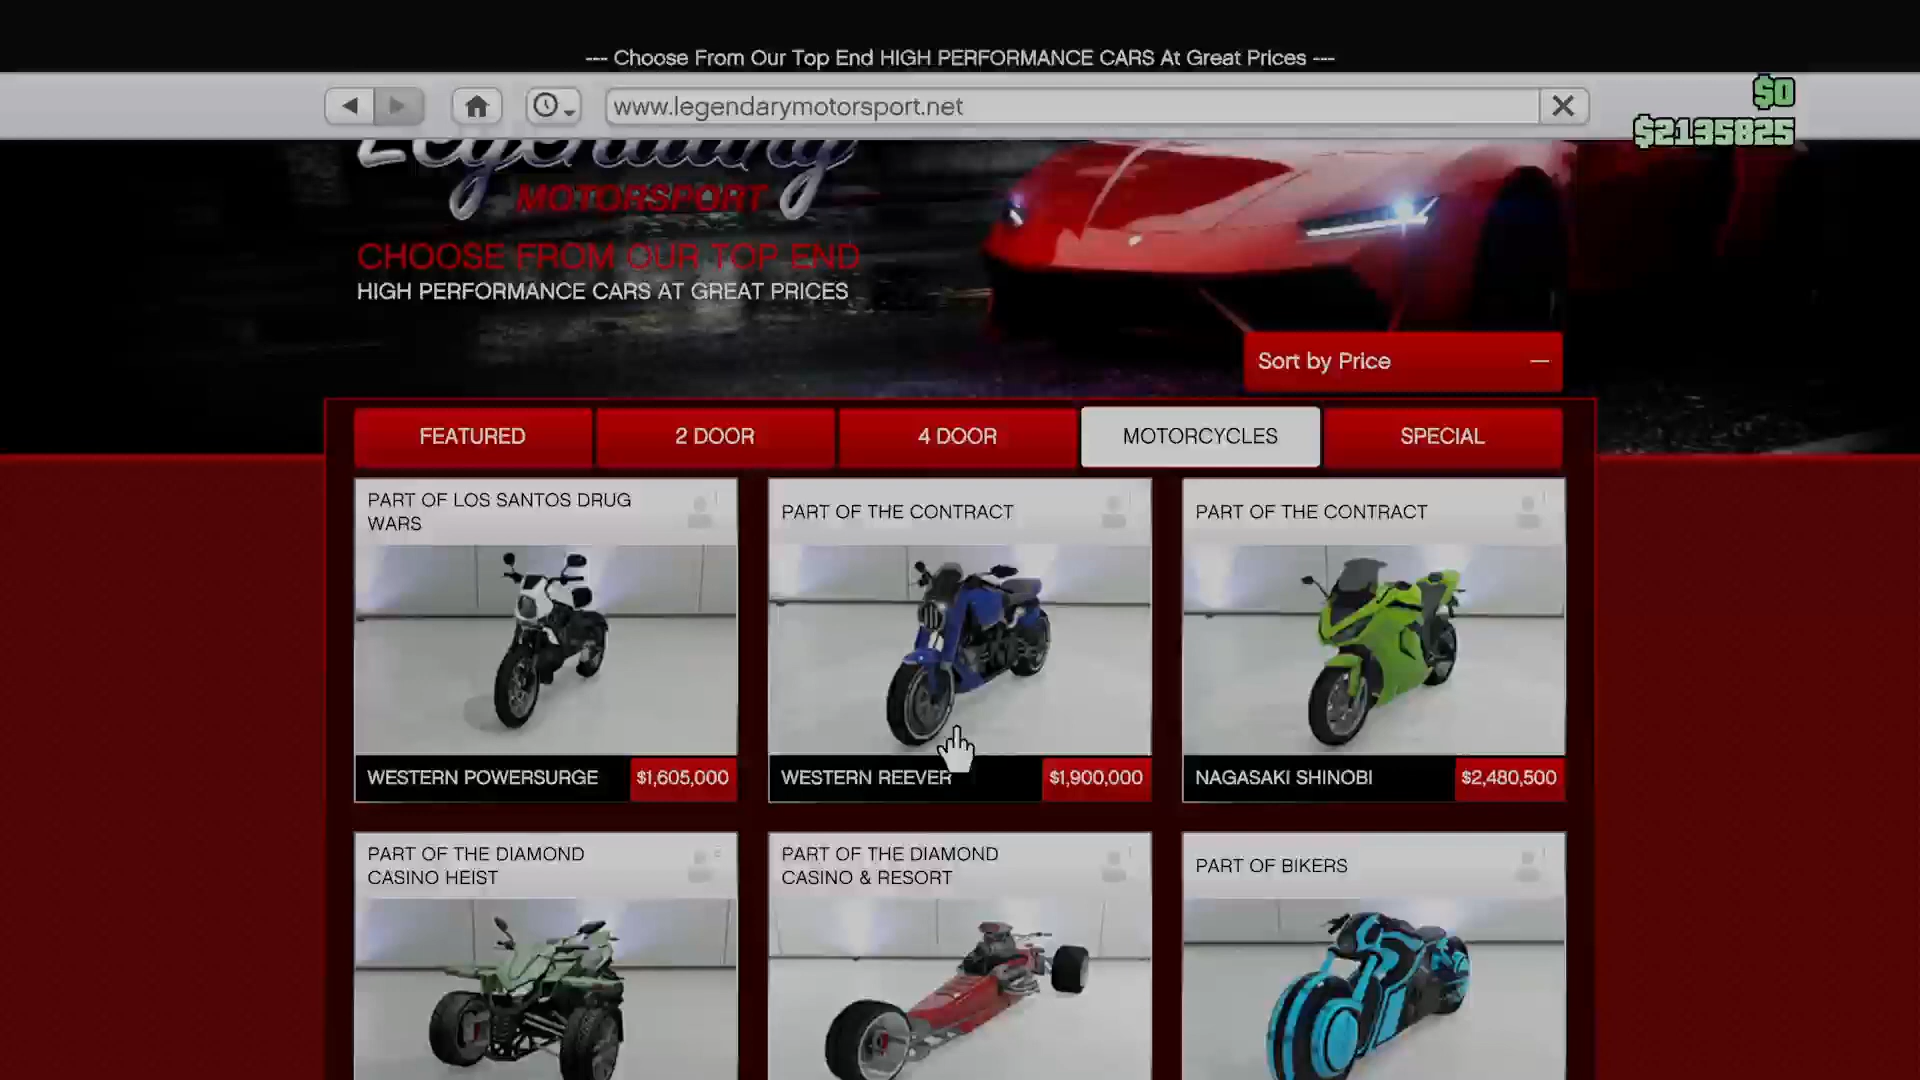 --- Choose From Our Top End HIGH PERFORMANCE CARS At Great Prices ---
www.legendarymotorsport.net
$0
$2135825
Legendary
MOTORSPORT
CHOOSE FROM OUR TOP END
HIGH PERFORMANCE CARS AT GREAT PRICES
Sort by Price
FEATURED
2 DOOR
4 DOOR
MOTORCYCLES
SPECIAL
PART OF LOS SANTOS DRUG
WARS
WESTERN POWERSURGE
$1,605,000
PART OF THE CONTRACT
WESTERN REEVER
$1,900,000
PART OF THE CONTRACT
NAGASAKI SHINOBI
$2,480,500
PART OF THE DIAMOND
CASINO HEIST
PART OF THE DIAMOND
CASINO & RESORT
PART OF BIKERS